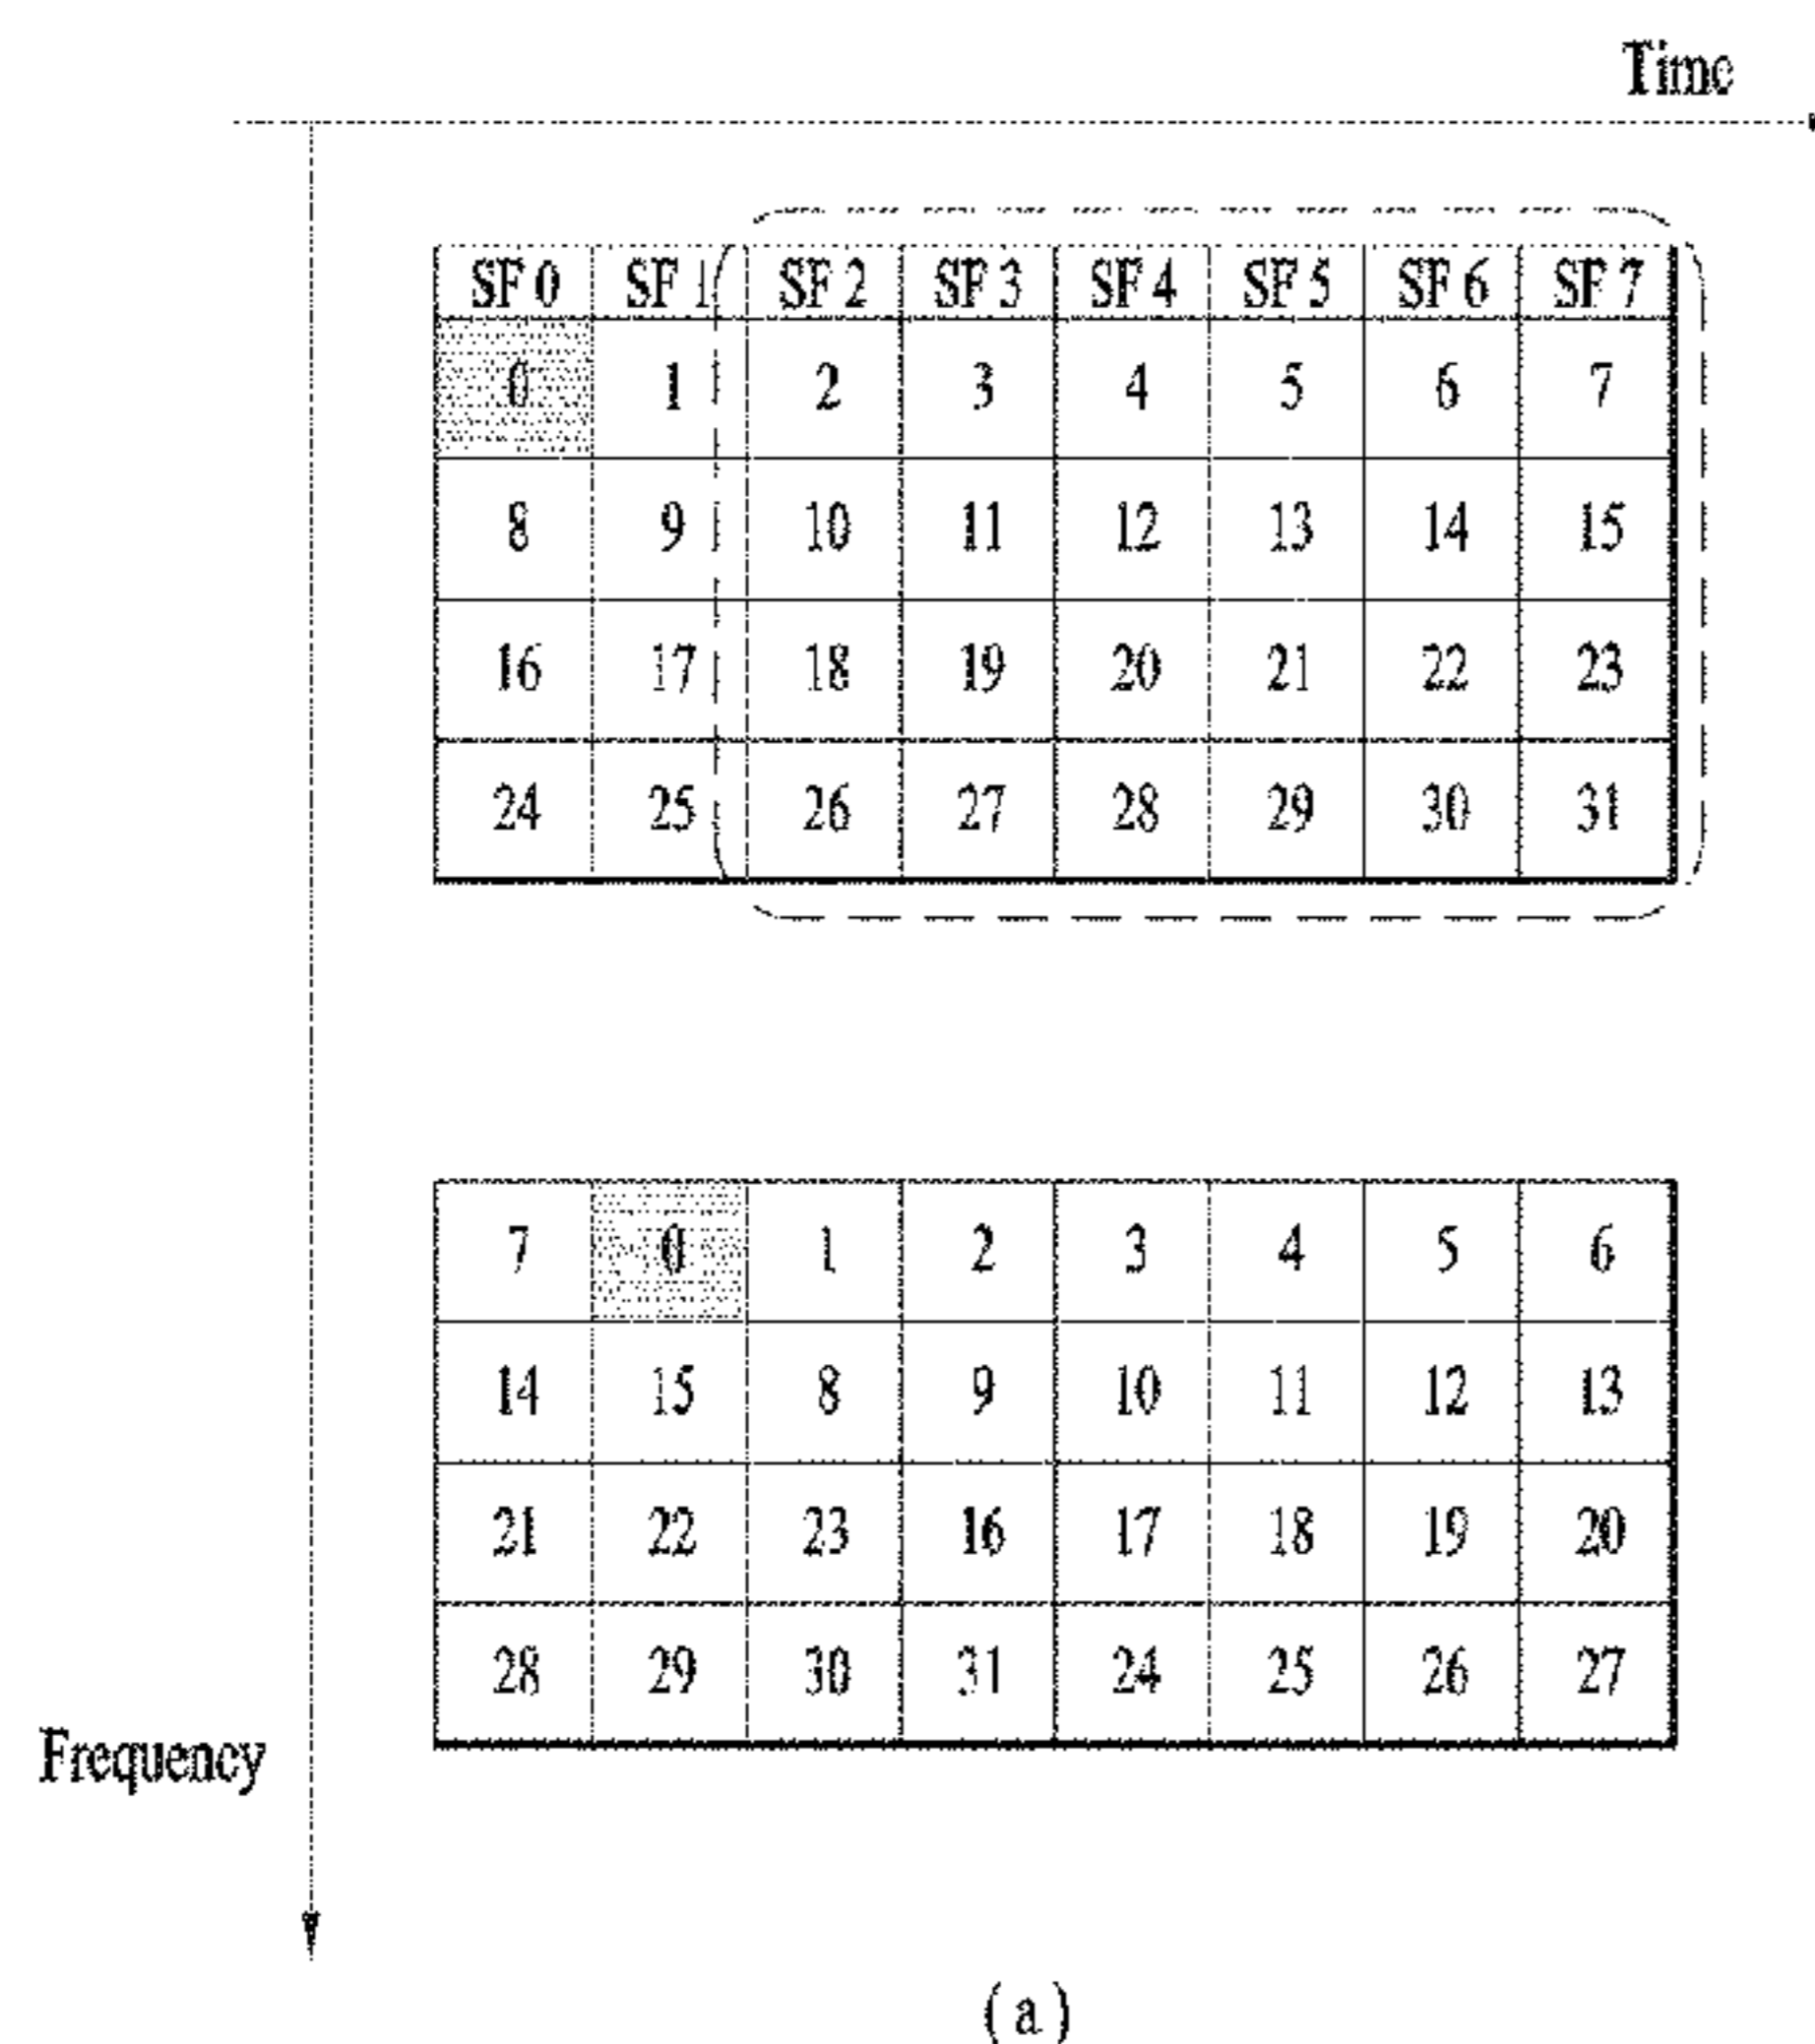 Time
SF 0 SF 1 SF 2 SF 3 SF 4 SF 5 SF 6 SF 7
0 1 2 3 4 5 6 7
8 9 10 11 12 13 14 15
16 17 18 19 20 21 22 23
24 25 26 27 28 29 30 31
7 0 1 2 3 4 5 6
14 15 8 9 10 11 12 13
21 22 23 16 17 18 19 20
28 29 30 31 24 25 26 27
Frequency
( a )